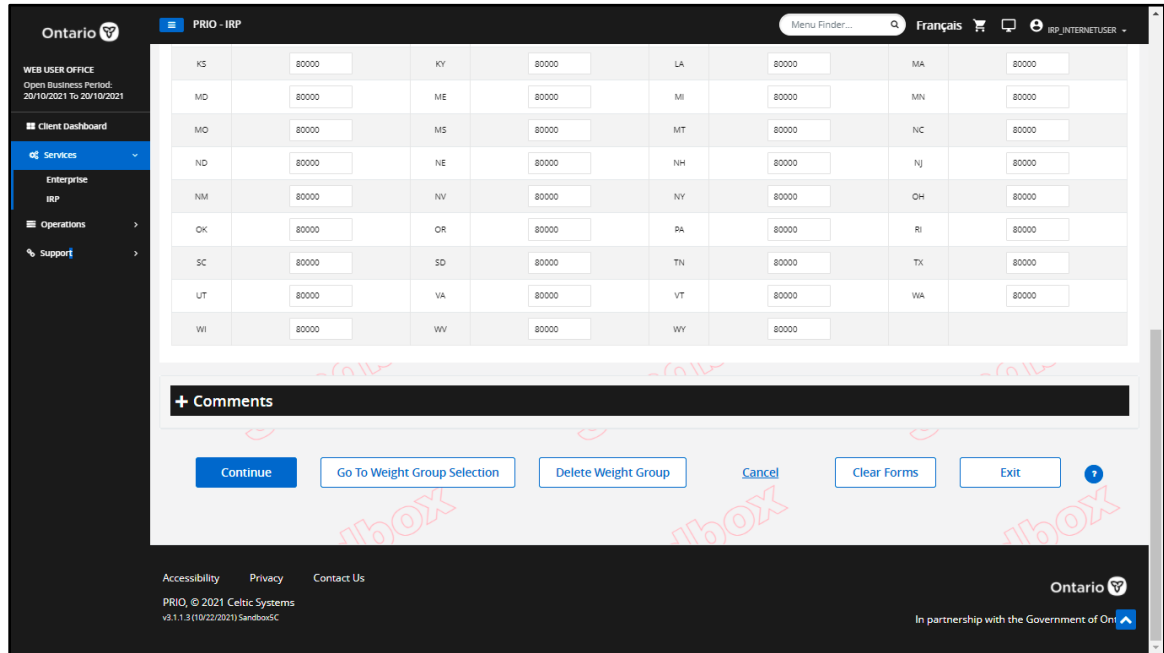 Ontario
PRIO - IRP
Menu Finder...
Français
IRP_INTERNETUSER
WEB USER OFFICE
Open Business Period:
20/10/2021 To 20/10/2021
Client Dashboard
Services
Enterprise
IRP
Operations
Support
KS 80000 KY 80000 LA 80000 MA 80000
MD 80000 ME 80000 MI 80000 MN 80000
MO 80000 MS 80000 MT 80000 NC 80000
ND 80000 NE 80000 NH 80000 NJ 80000
NM 80000 NV 80000 NY 80000 OH 80000
OK 80000 OR 80000 PA 80000 RI 80000
SC 80000 SD 80000 TN 80000 TX 80000
UT 80000 VA 80000 VT 80000 WA 80000
WI 80000 WV 80000 WY 80000
+ Comments
Continue Go To Weight Group Selection Delete Weight Group Cancel Clear Forms Exit ?
Accessibility Privacy Contact Us
PRIO, © 2021 Celtic Systems
v3.1.1.3 (10/22/2021) Sandbox5C
Ontario
In partnership with the Government of Ont